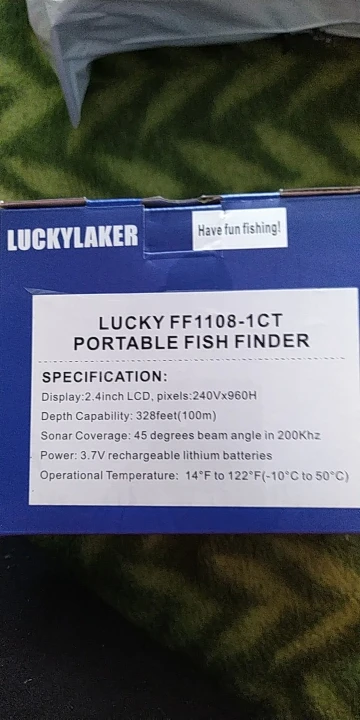 LUCKYLAKER
Have fun fishing!
LUCKY FF1108-1CT
PORTABLE FISH FINDER
SPECIFICATION:
Display:2.4inch LCD, pixels:240Vx960H
Depth Capability: 328feet(100m)
Sonar Coverage: 45 degrees beam angle in 200Khz
Power: 3.7V rechargeable lithium batteries
Operational Temperature: 14°F to 122°F(-10°C to 50°C)